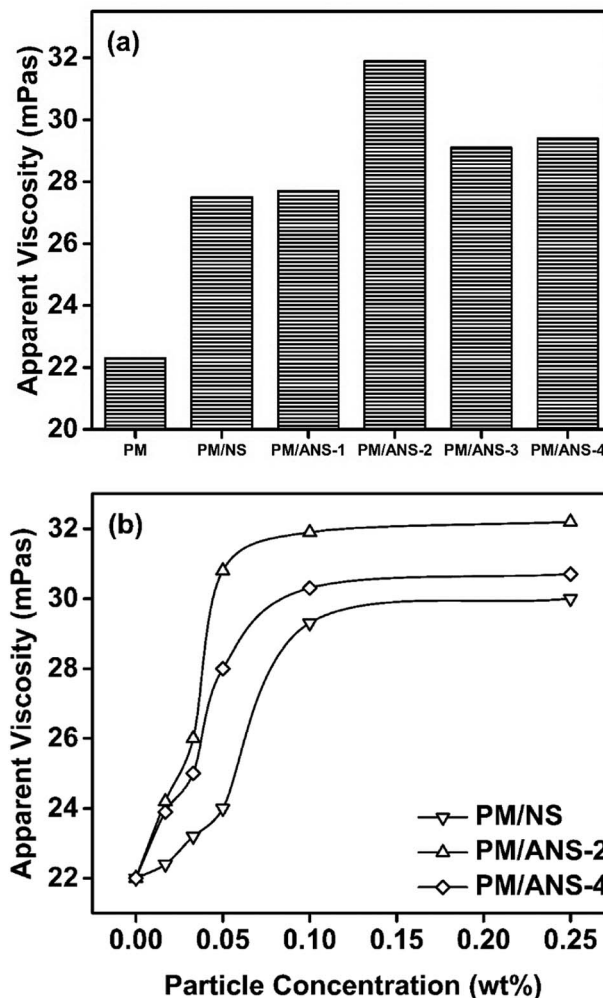 (a)
Apparent Viscosity (mPas)
32
30
28
26
24
22
20
PM PM/NS PM/ANS-1 PM/ANS-2 PM/ANS-3 PM/ANS-4
(b)
Apparent Viscosity (mPas)
32
30
28
26
24
22
PM/NS
PM/ANS-2
PM/ANS-4
0.00 0.05 0.10 0.15 0.20 0.25
Particle Concentration (wt%)